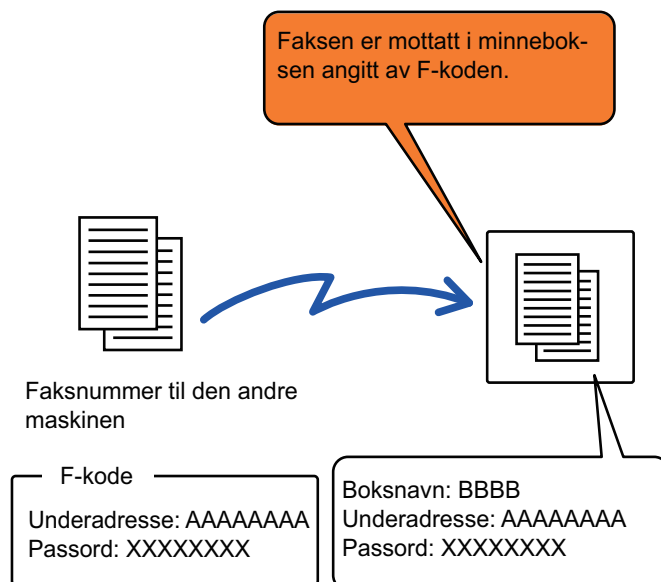 Faksen er mottatt i minnebok-
sen angitt av F-koden.
Faksnummer til den andre
maskinen
F-kode
Underadresse: AAAAAAAA
Passord: XXXXXXXX
Boksnavn: BBBB
Underadresse: AAAAAAAA
Passord: XXXXXXXX